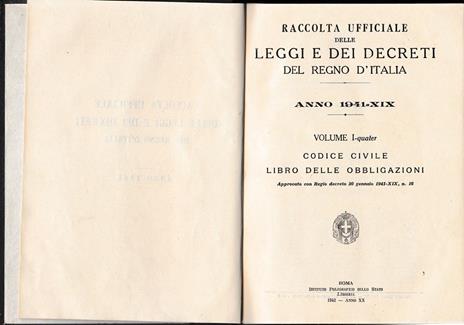 RACCOLTA UFFICIALE
DELLE
LEGGI E DEI DECRETI
DEL REGNO D'ITALIA
ANNO 1941-XIX
VOLUME I-quater
CODICE CIVILE
LIBRO DELLE OBBLIGAZIONI
Approvato con Regio decreto 30 gennaio 1941-XIX, n. 16
ROMA
ISTITUTO POLIGRAFICO DELLO STATO
LIBRERIA
1942 - ANNO XX